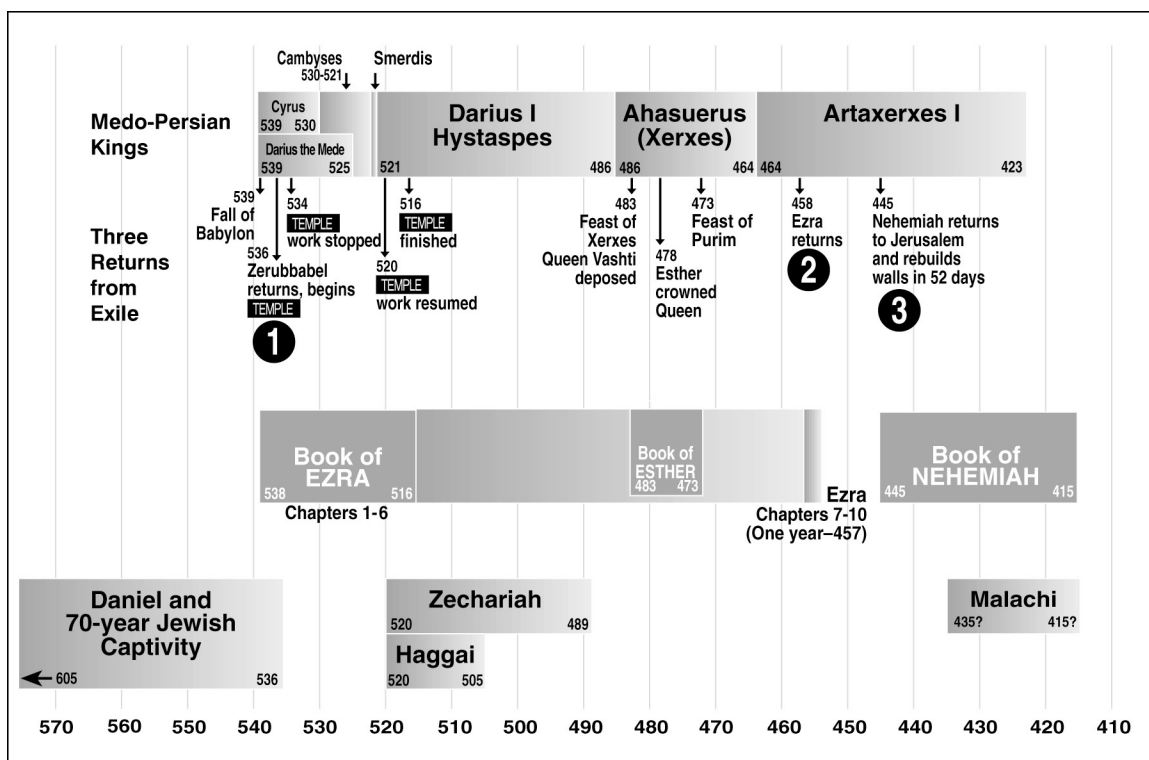 Cambyses
530-521
Smerdis
Medo-Persian
Kings
Cyrus
539 530
Darius the Mede
539 525
Darius I
Hystaspes
521 486
Ahasuerus
(Xerxes)
486 464
Artaxerxes I
464 423
Three
Returns
from
Exile
539
Fall of
Babylon
534
TEMPLE
work stopped
536
Zerubbabel
returns, begins
TEMPLE
1
516
TEMPLE
finished
520
TEMPLE
work resumed
483
Feast of
Xerxes
Queen Vashti
deposed
478
Esther
crowned
Queen
473
Feast of
Purim
458
Ezra
returns
2
445
Nehemiah returns
to Jerusalem
and rebuilds
walls in 52 days
3
Book of
EZRA
538 516
Chapters 1-6
Book of
ESTHER
483 473
Ezra
Chapters 7-10
(One year–457)
Book of
NEHEMIAH
445 415
Daniel and
70-year Jewish
Captivity
605 536
Zechariah
520 489
Haggai
520 505
Malachi
435? 415?
570 560 550 540 530 520 510 500 490 480 470 460 450 440 430 420 410